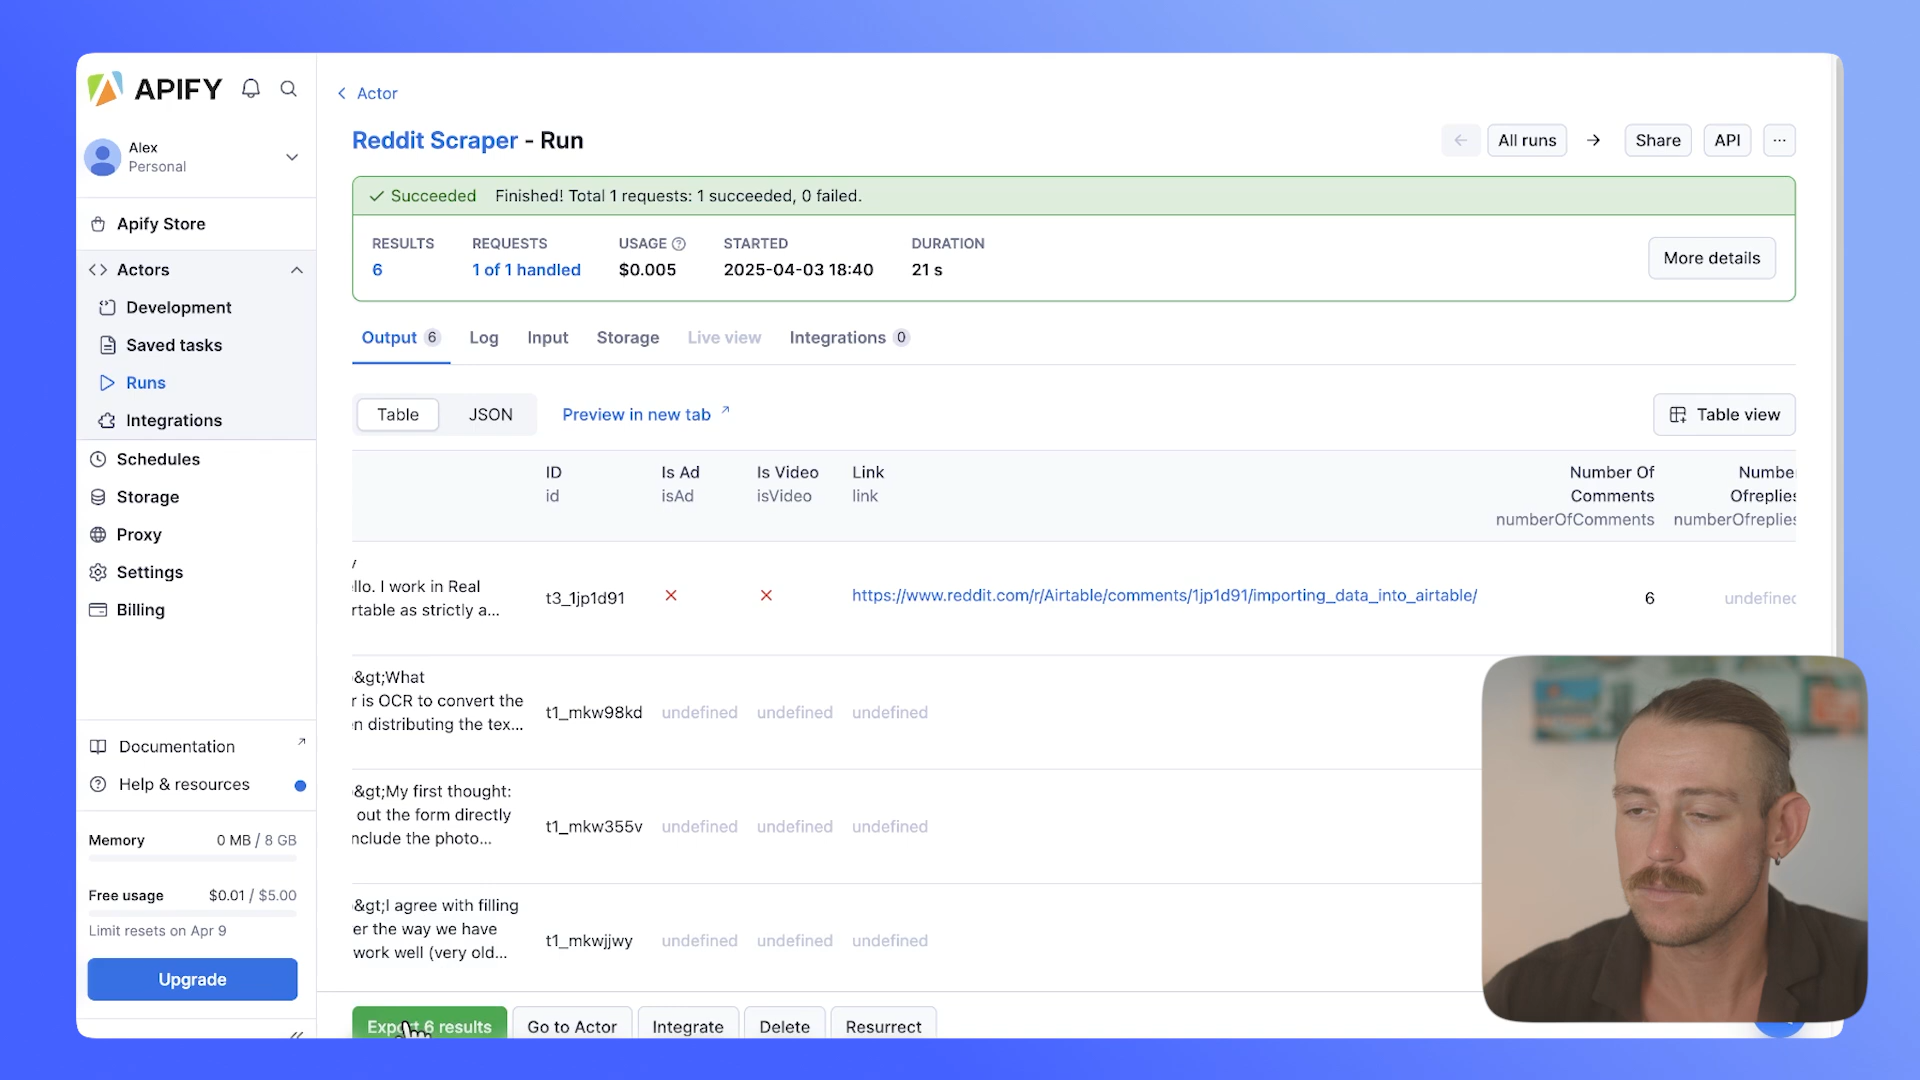 APIFY
Alex
Personal
Apify Store
Actors
Development
Saved tasks
Runs
Integrations
Schedules
Storage
Proxy
Settings
Billing
Documentation
Help & resources
Memory 0 MB / 8 GB
Free usage $0.01 / $5.00
Limit resets on Apr 9
Upgrade
Actor
Reddit Scraper - Run
All runs
Share
API
Succeeded Finished! Total 1 requests: 1 succeeded, 0 failed.
RESULTS REQUESTS USAGE STARTED DURATION
6 1 of 1 handled $0.005 2025-04-03 18:40 21 s
More details
Output 6 Log Input Storage Live view Integrations 0
Table JSON Preview in new tab
Table view
ID Is Ad Is Video Link Number Of Comments Numbe Ofreplies
id isAd isVideo link numberOfComments numberOfreplies
llo. I work in Real
rtable as strictly a...
t3_1jp1d91 https://www.reddit.com/r/Airtable/comments/1jp1d91/importing_data_into_airtable/ 6 undefined
&gt;What
r is OCR to convert the
n distributing the tex...
t1_mkw98kd undefined undefined undefined
&gt;My first thought:
out the form directly
nclude the photo...
t1_mkw355v undefined undefined undefined
&gt;I agree with filling
er the way we have
work well (very old...
t1_mkwjjwy undefined undefined undefined
Export 6 results Go to Actor Integrate Delete Resurrect